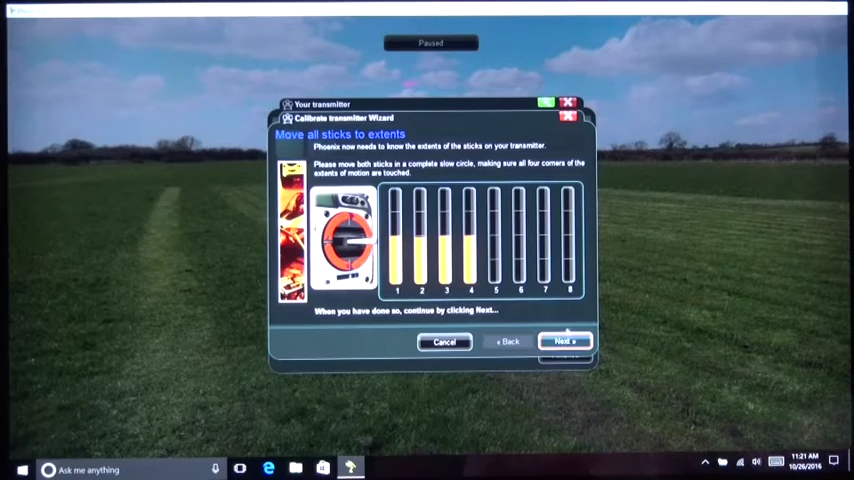 Paused
Your transmitter
Calibrate transmitter Wizard
Move all sticks to extents
Phoenix now needs to know the extents of the sticks on your transmitter.
Please move both sticks in a complete slow circle, making sure all four corners of the
extents of motion are touched.
1 2 3 4 5 6 7 8
When you have done so, continue by clicking Next...
Cancel
« Back
Next »
Ask me anything
11:21 AM
10/26/2016